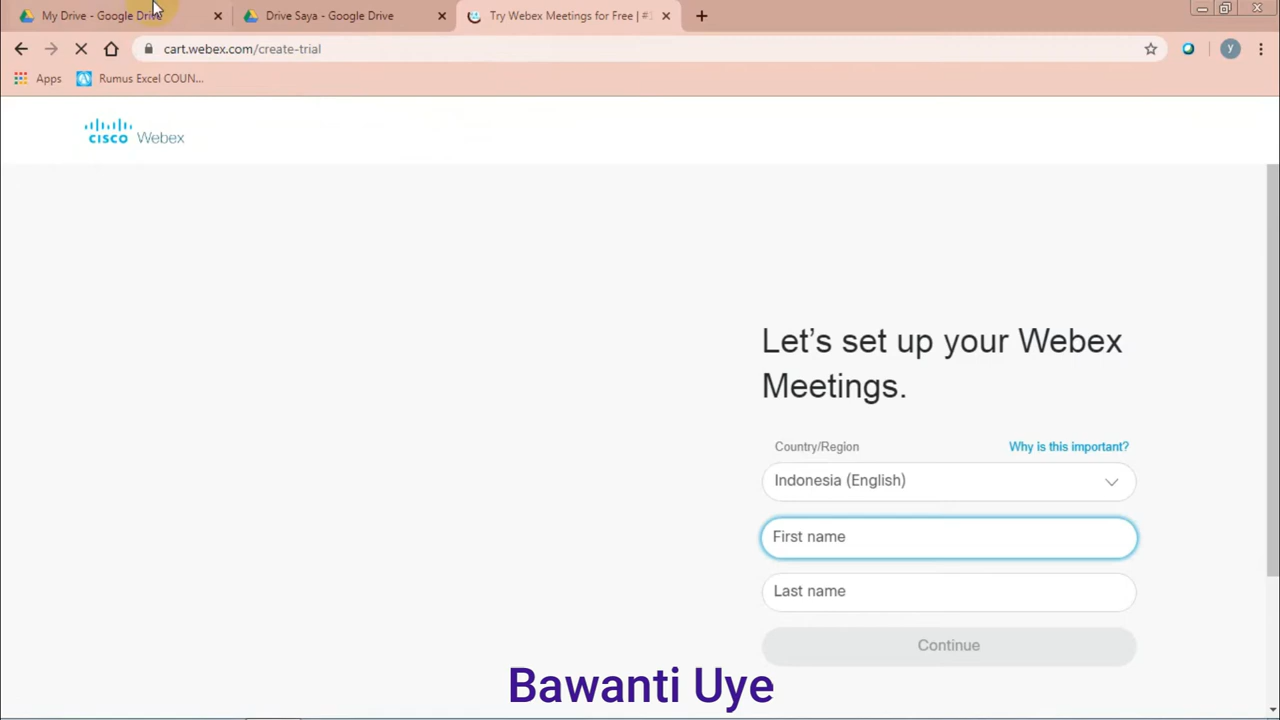 My Drive - Google Drive
Drive Saya - Google Drive
Try Webex Meetings for Free | #1
cart.webex.com/create-trial
y
Apps
Rumus Excel COUN...
CISCO Webex
Let’s set up your Webex
Meetings.
Country/Region
Why is this important?
Indonesia (English)
First name
Last name
Continue
Bawanti Uye